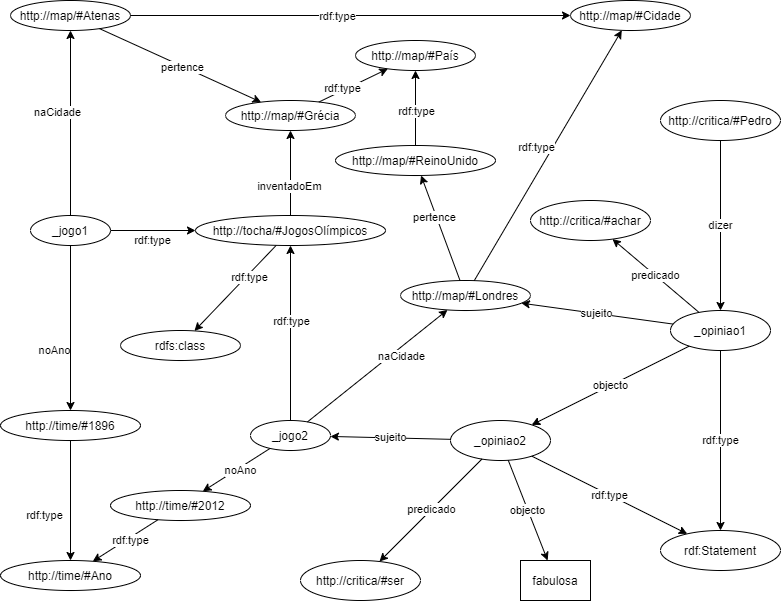 http://map/#Atenas
rdf:type
http://map/#Cidade
pertence
http://map/#País
rdf:type
naCidade
http://map/#Grécia
rdf:type
http://critica/#Pedro
rdf:type
http://map/#ReinoUnido
inventadoEm
pertence
http://critica/#achar
dizer
_jogo1
rdf:type
http://tocha/#JogosOlímpicos
rdf:type
predicado
http://map/#Londres
sujeito
rdf:type
_opiniao1
rdfs:class
noAno
naCidade
objecto
http://time/#1896
_jogo2
sujeito
_opiniao2
rdf:type
noAno
rdf:type
http://time/#2012
predicado
objecto
rdf:type
rdf:type
rdf:Statement
http://time/#Ano
http://critica/#ser
fabulosa